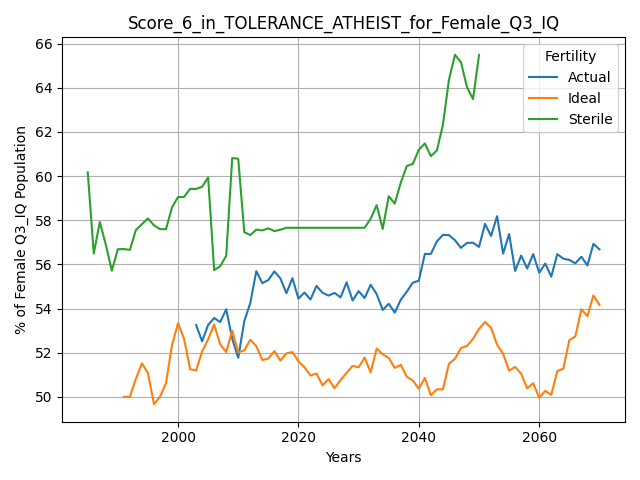 Score_6_in_TOLERANCE_ATHEIST_for_Female_Q3_IQ
% of Female Q3_IQ Population
66
64
62
60
58
56
54
52
50
Fertility
Actual
Ideal
Sterile
2000 2020 2040 2060
Years